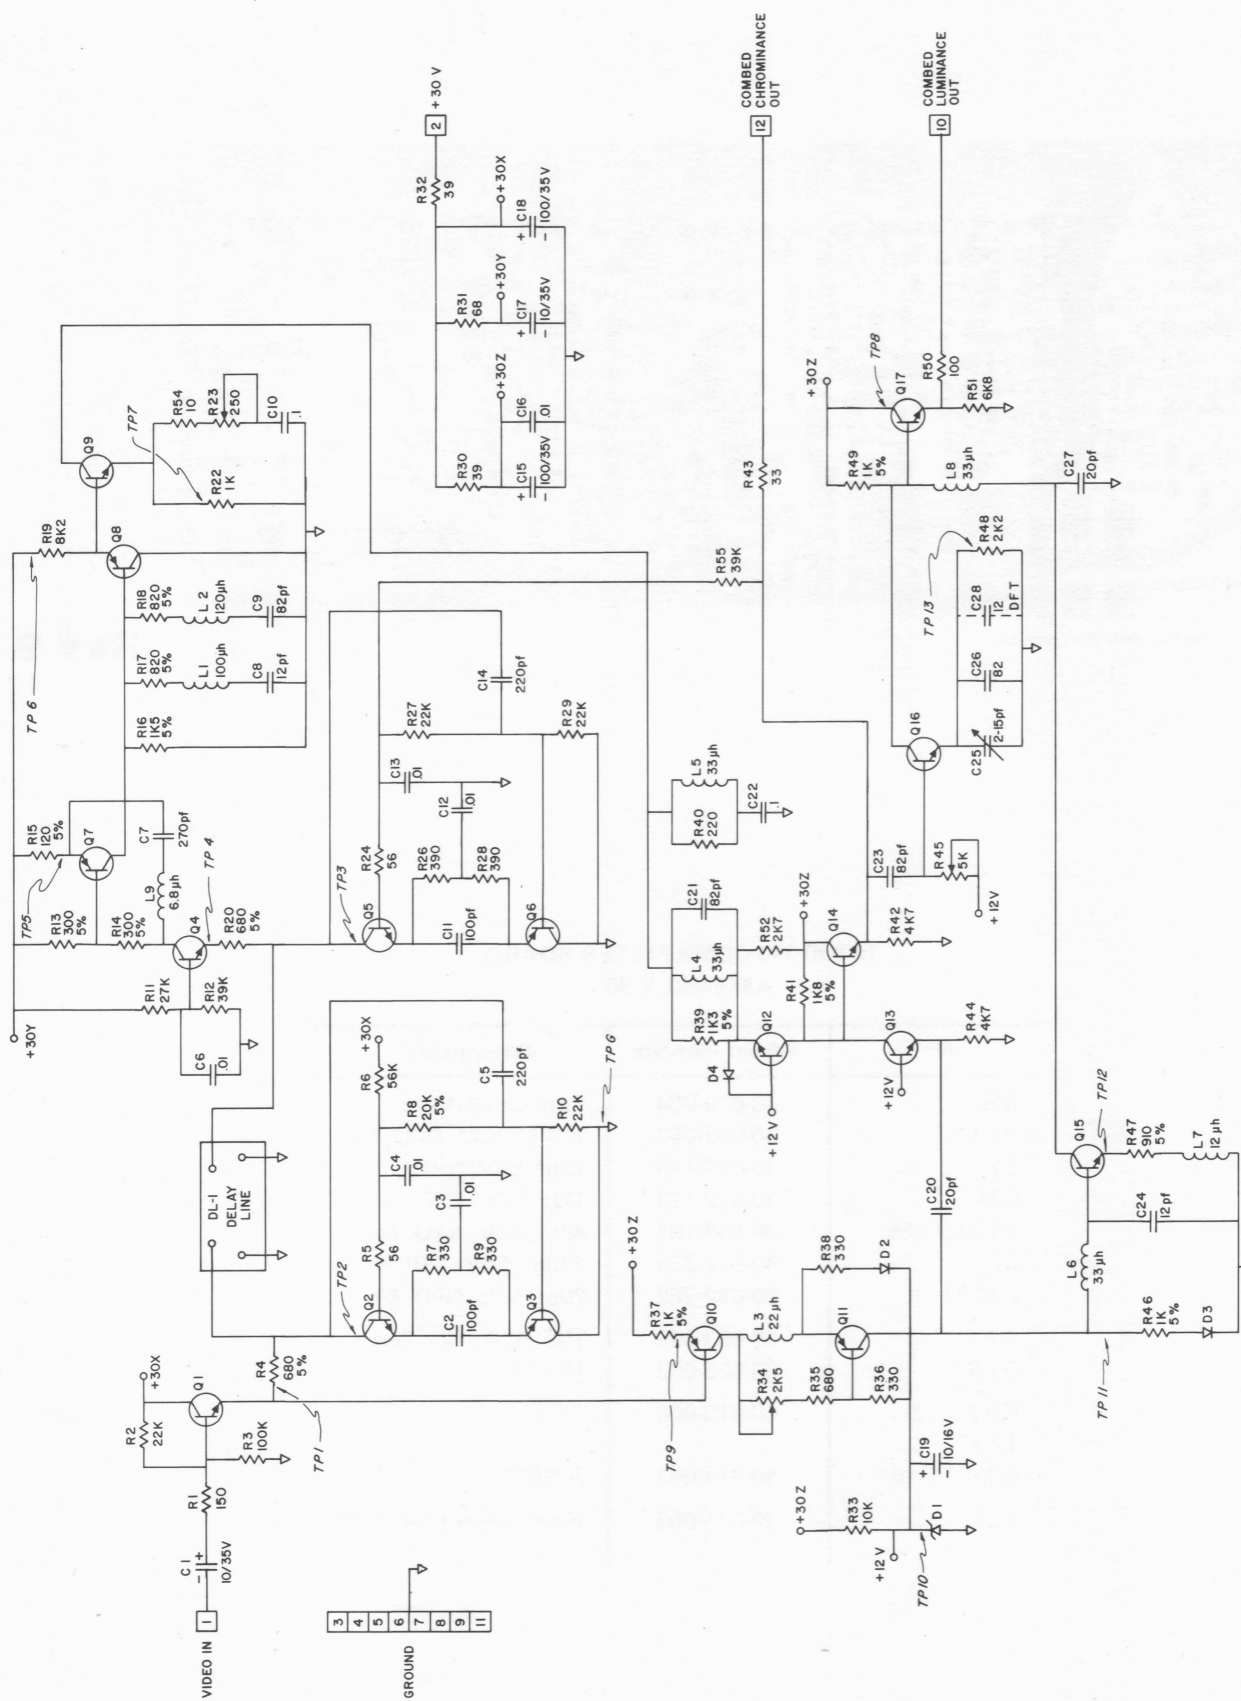 VIDEO IN
1
C1
- +
10/35V
R1
150
R2
22K
+30X
Q1
R3
100K
TP1
R4
680
5%
GROUND
3
4
5
6
7
8
9
11
DL-1
DELAY
LINE
TP2
Q2
R5
56
R6
56K
+30X
R7
330
R9
330
C2
100pf
C3
.01
C4
.01
R8
20K
5%
C5
220pf
R10
22K
Q3
TP6
+30Y
R11
27K
R12
39K
C6
.01
R13
300
5%
R14
300
5%
Q4
TP4
R20
680
5%
TP5
R15
120
5%
Q7
L9
6.8µh
C7
270pf
R16
1K5
5%
R17
820
5%
L1
100µh
C8
12pf
R18
820
5%
L2
120µh
C9
82pf
TP6
R19
8K2
Q8
Q9
TP7
R22
1K
R54
10
R23
250
C10
.1
TP3
Q5
R24
56
R26
390
R28
390
C11
100pf
C12
.01
C13
.01
R27
22K
C14
220pf
R29
22K
Q6
R30
39
+30Z
C15
+
-
100/35V
C16
.01
R31
68
+30Y
C17
+
-
10/35V
+30X
C18
+
-
100/35V
R32
39
2
+30 V
R55
39K
R43
33
12
COMBED
CHROMINANCE
OUT
+30Z
R37
1K
5%
TP9
Q10
L3
22µh
R34
2K5
R35
680
R36
330
Q11
R38
330
D2
+30Z
R33
10K
+12V
TP10
D1
C19
+
-
10/16V
C20
20pf
D4
R39
1K3
5%
L4
33µh
C21
82pf
R40
220
L5
33µh
C22
.1
Q12
+12V
R52
2K7
R41
1K8
5%
+30Z
Q14
R42
4K7
Q13
+12V
R44
4K7
C23
82pf
R45
5K
+12V
Q16
C25
2-15pf
C26
82
C28
12
DFT
TP13
R48
2K2
+30Z
R49
1K
5%
Q17
TP8
L8
33µh
C27
20pf
R50
100
R51
6K8
10
COMBED
LUMINANCE
OUT
TP11
R46
1K
5%
D3
L6
33µh
C24
12pf
Q15
TP12
R47
910
5%
L7
12µh